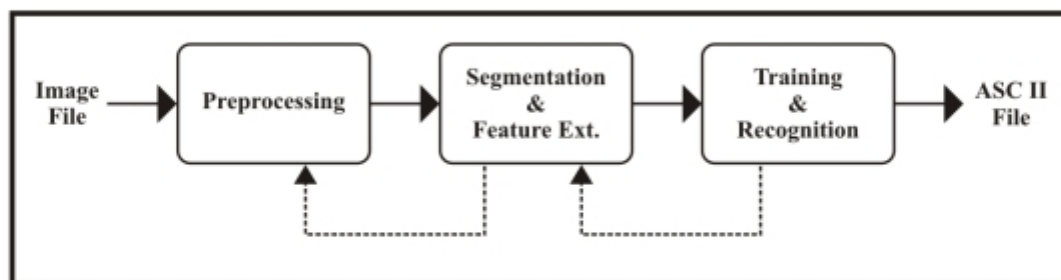 Image
File
Preprocessing
Segmentation
&
Feature Ext.
Training
&
Recognition
ASC II
File